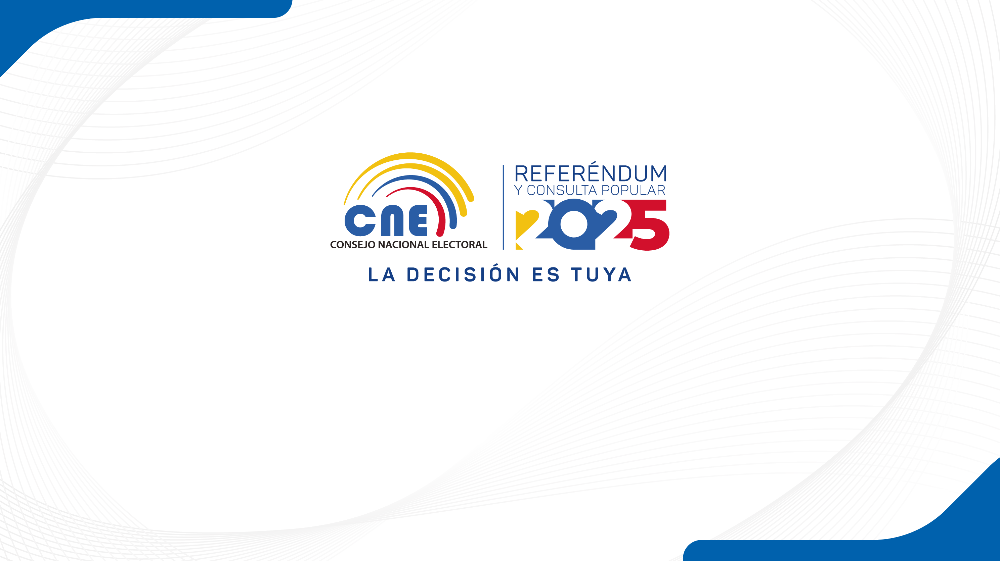 CNE
CONSEJO NACIONAL ELECTORAL
REFERÉNDUM
Y CONSULTA POPULAR
2025
LA DECISIÓN ES TUYA